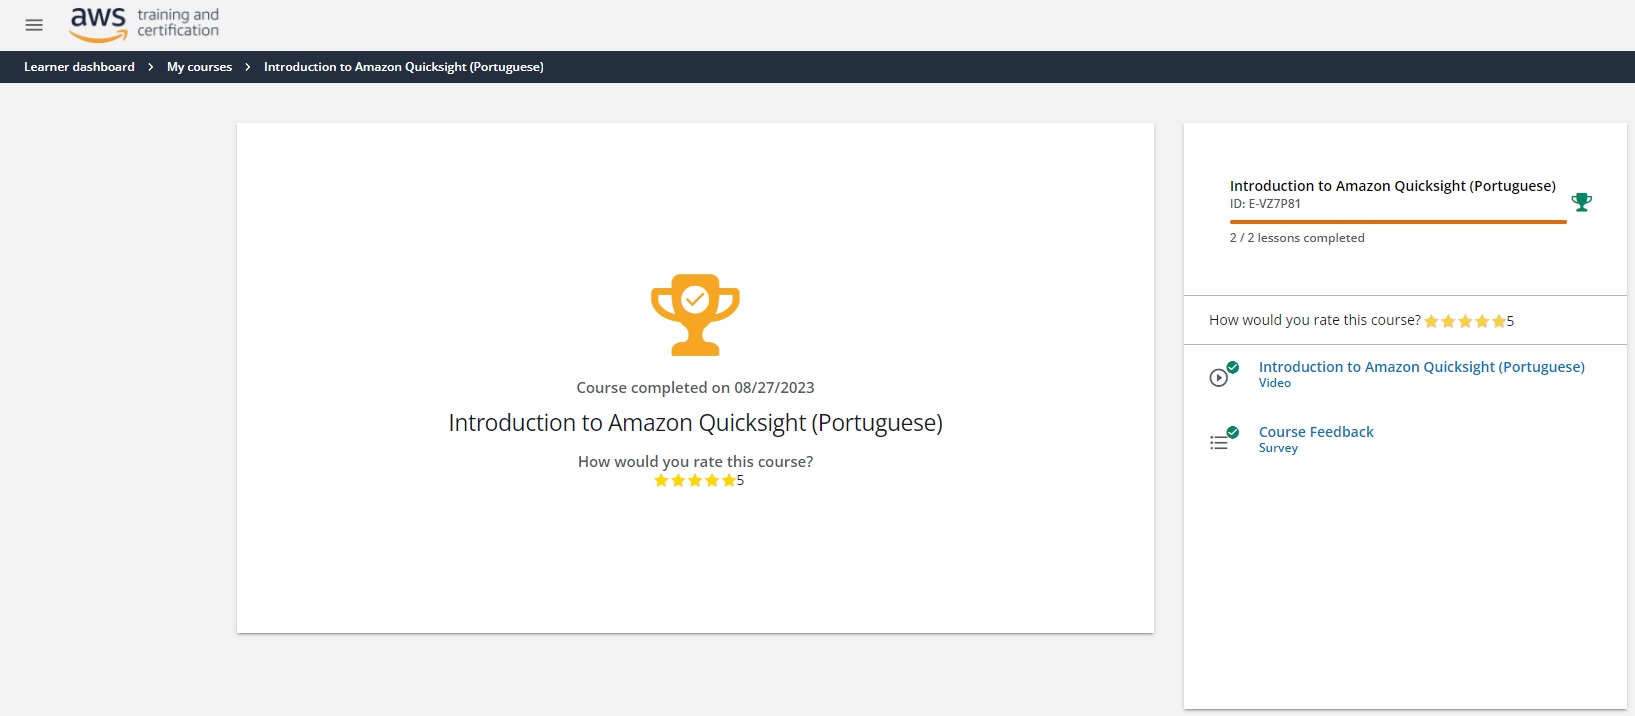 aws training and
certification
Learner dashboard > My courses > Introduction to Amazon Quicksight (Portuguese)
Course completed on 08/27/2023
Introduction to Amazon Quicksight (Portuguese)
How would you rate this course?
5
Introduction to Amazon Quicksight (Portuguese)
ID: E-VZ7P81
2 / 2 lessons completed
How would you rate this course? 5
Introduction to Amazon Quicksight (Portuguese)
Video
Course Feedback
Survey